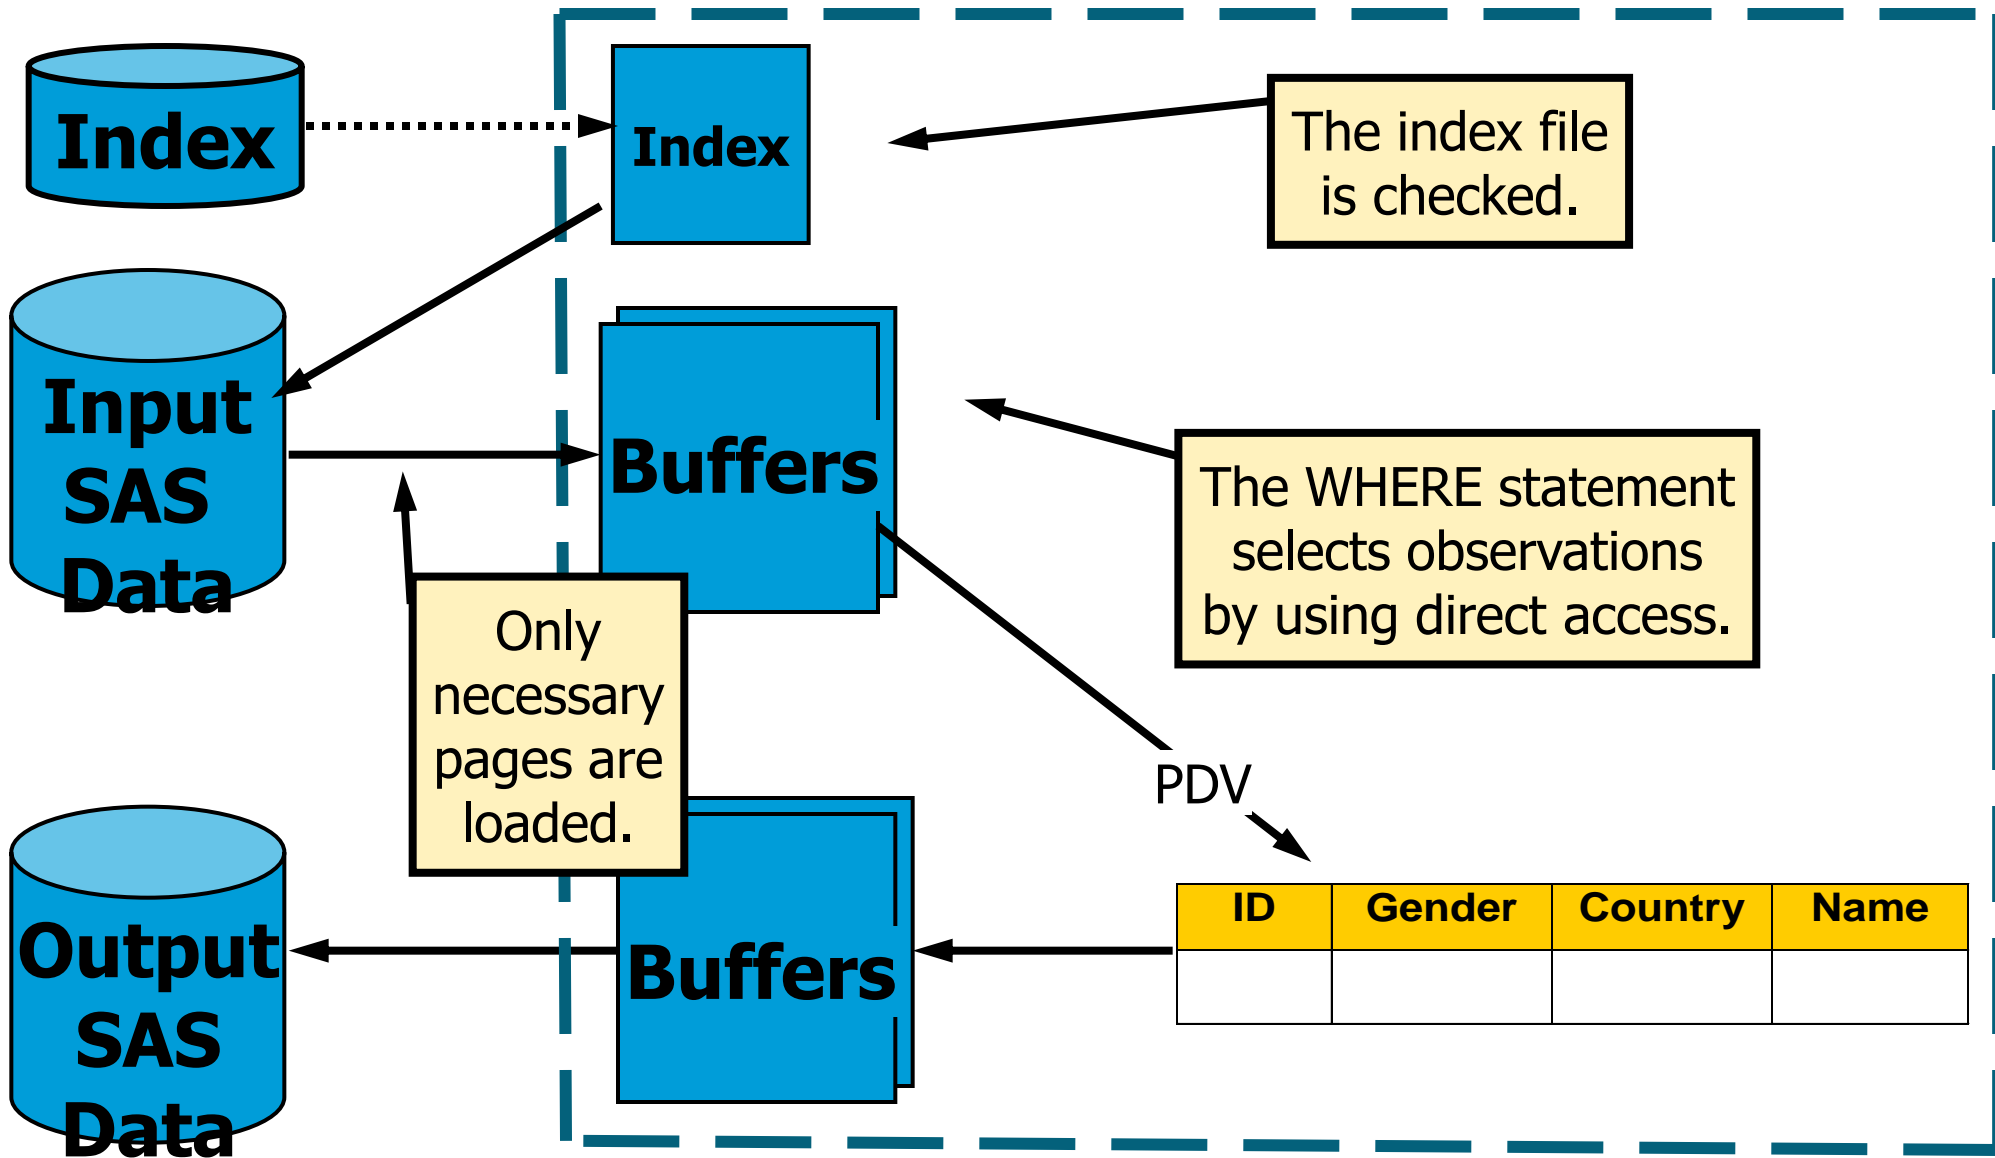 Index
Index
The index file
is checked.
Input
SAS
Data
Buffers
The WHERE statement
selects observations
by using direct access.
Only
necessary
pages are
loaded.
PDV
Output
SAS
Data
Buffers
ID Gender Country Name